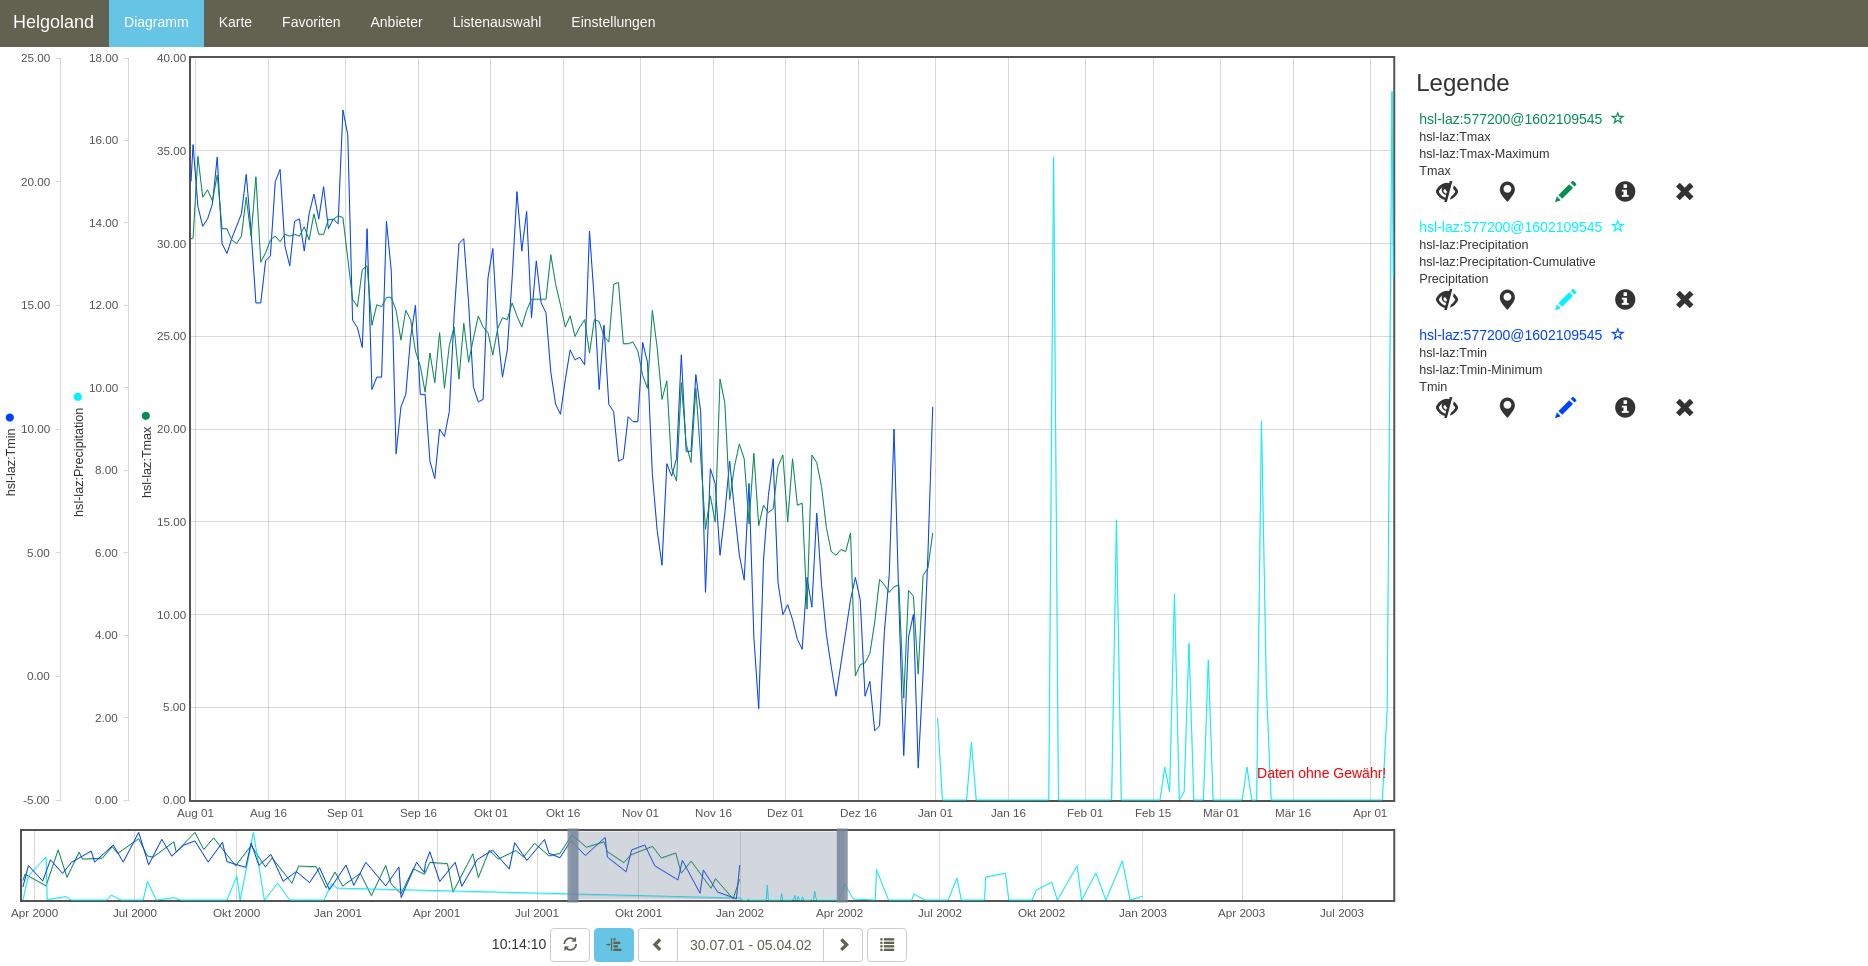 Helgoland Diagramm Karte Favoriten Anbieter Listenauswahl Einstellungen
25.00
20.00
15.00
10.00
5.00
0.00
-5.00
hsl-laz:Tmin
18.00
16.00
14.00
12.00
10.00
8.00
6.00
4.00
2.00
0.00
hsl-laz:Precipitation
40.00
35.00
30.00
25.00
20.00
15.00
10.00
5.00
0.00
hsl-laz:Tmax
Daten ohne Gewähr!
Aug 01 Aug 16 Sep 01 Sep 16 Okt 01 Okt 16 Nov 01 Nov 16 Dez 01 Dez 16 Jan 01 Jan 16 Feb 01 Feb 15 Mär 01 Mär 16 Apr 01
Apr 2000 Jul 2000 Okt 2000 Jan 2001 Apr 2001 Jul 2001 Okt 2001 Jan 2002 Apr 2002 Jul 2002 Okt 2002 Jan 2003 Apr 2003 Jul 2003
10:14:10 30.07.01 - 05.04.02
Legende
hsl-laz:577200@1602109545
hsl-laz:Tmax
hsl-laz:Tmax-Maximum
Tmax
hsl-laz:577200@1602109545
hsl-laz:Precipitation
hsl-laz:Precipitation-Cumulative
Precipitation
hsl-laz:577200@1602109545
hsl-laz:Tmin
hsl-laz:Tmin-Minimum
Tmin